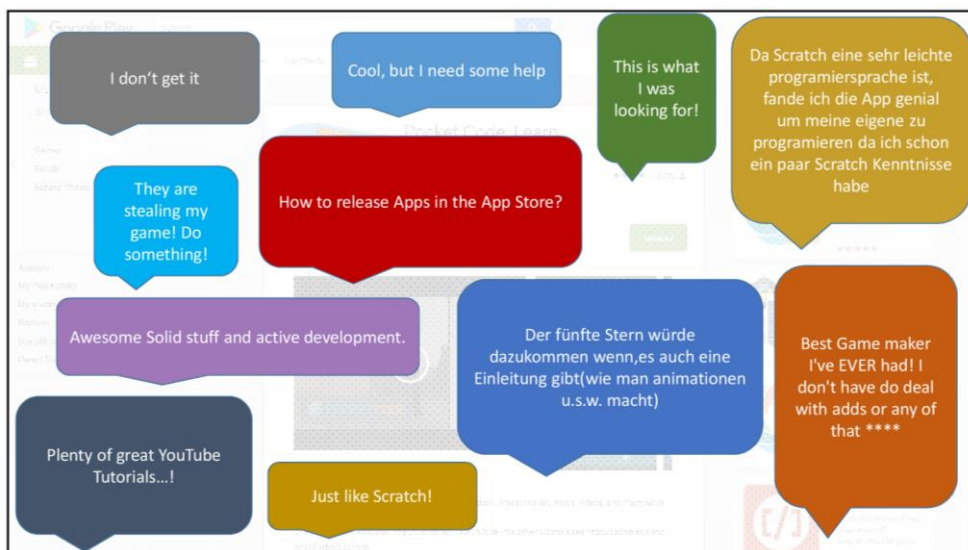 Google Play
I don't get it
Cool, but I need some help
This is what
I was
looking for!
Da Scratch eine sehr leichte
programiersprache ist,
fande ich die App genial
um meine eigene zu
programieren da ich schon
ein paar Scratch Kenntnisse
habe
Pocket Code: Learn
They are
stealing my
game! Do
something!
How to release Apps in the App Store?
Awesome Solid stuff and active development.
Der fünfte Stern würde
dazukommen wenn,es auch eine
Einleitung gibt(wie man animationen
u.s.w. macht)
Best Game maker
I've EVER had! I
don't have do deal
with adds or any of
that ****
Plenty of great YouTube
Tutorials...!
Just like Scratch!